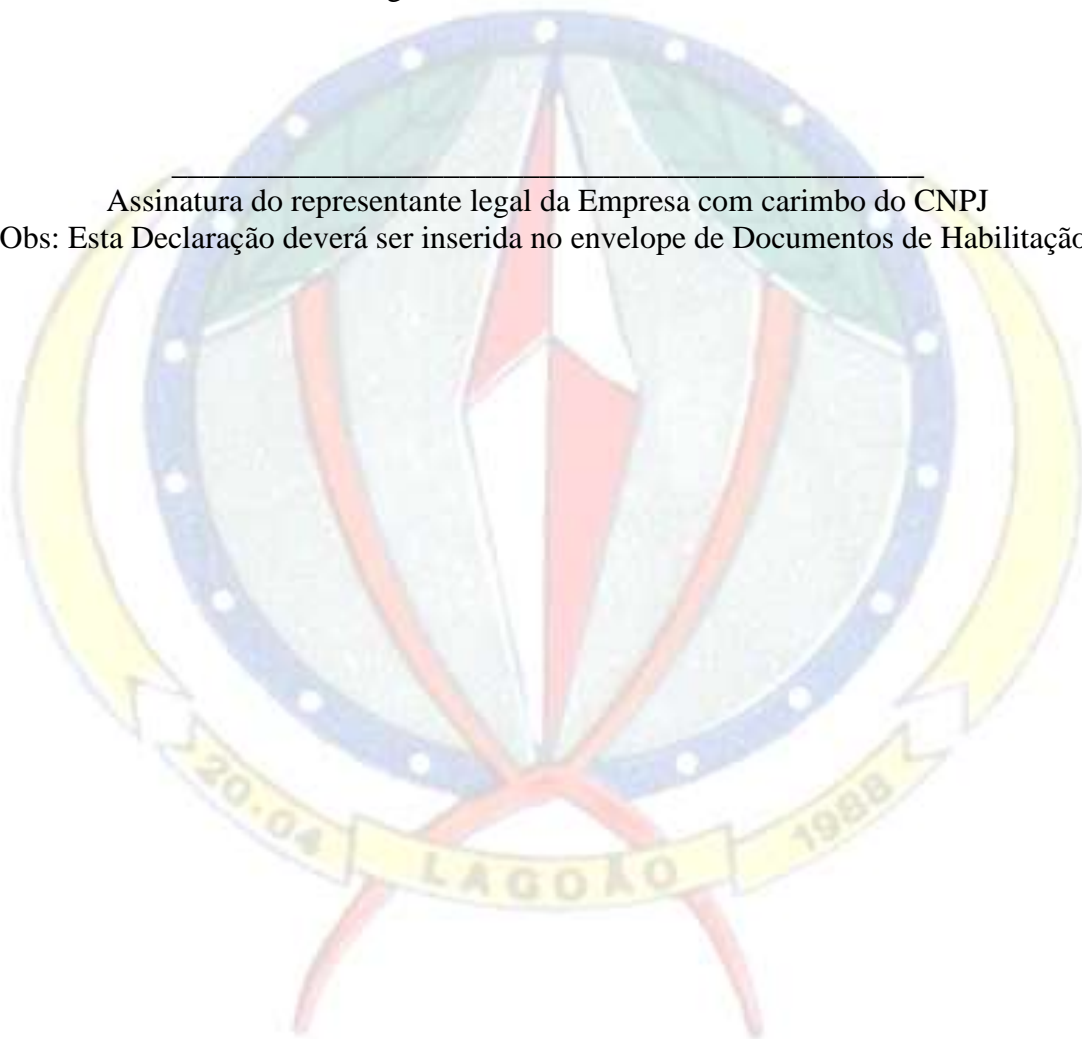 Assinatura do representante legal da Empresa com carimbo do CNPJ
Obs: Esta Declaração deverá ser inserida no envelope de Documentos de Habilitação
20.04 LAGOÃO 1988